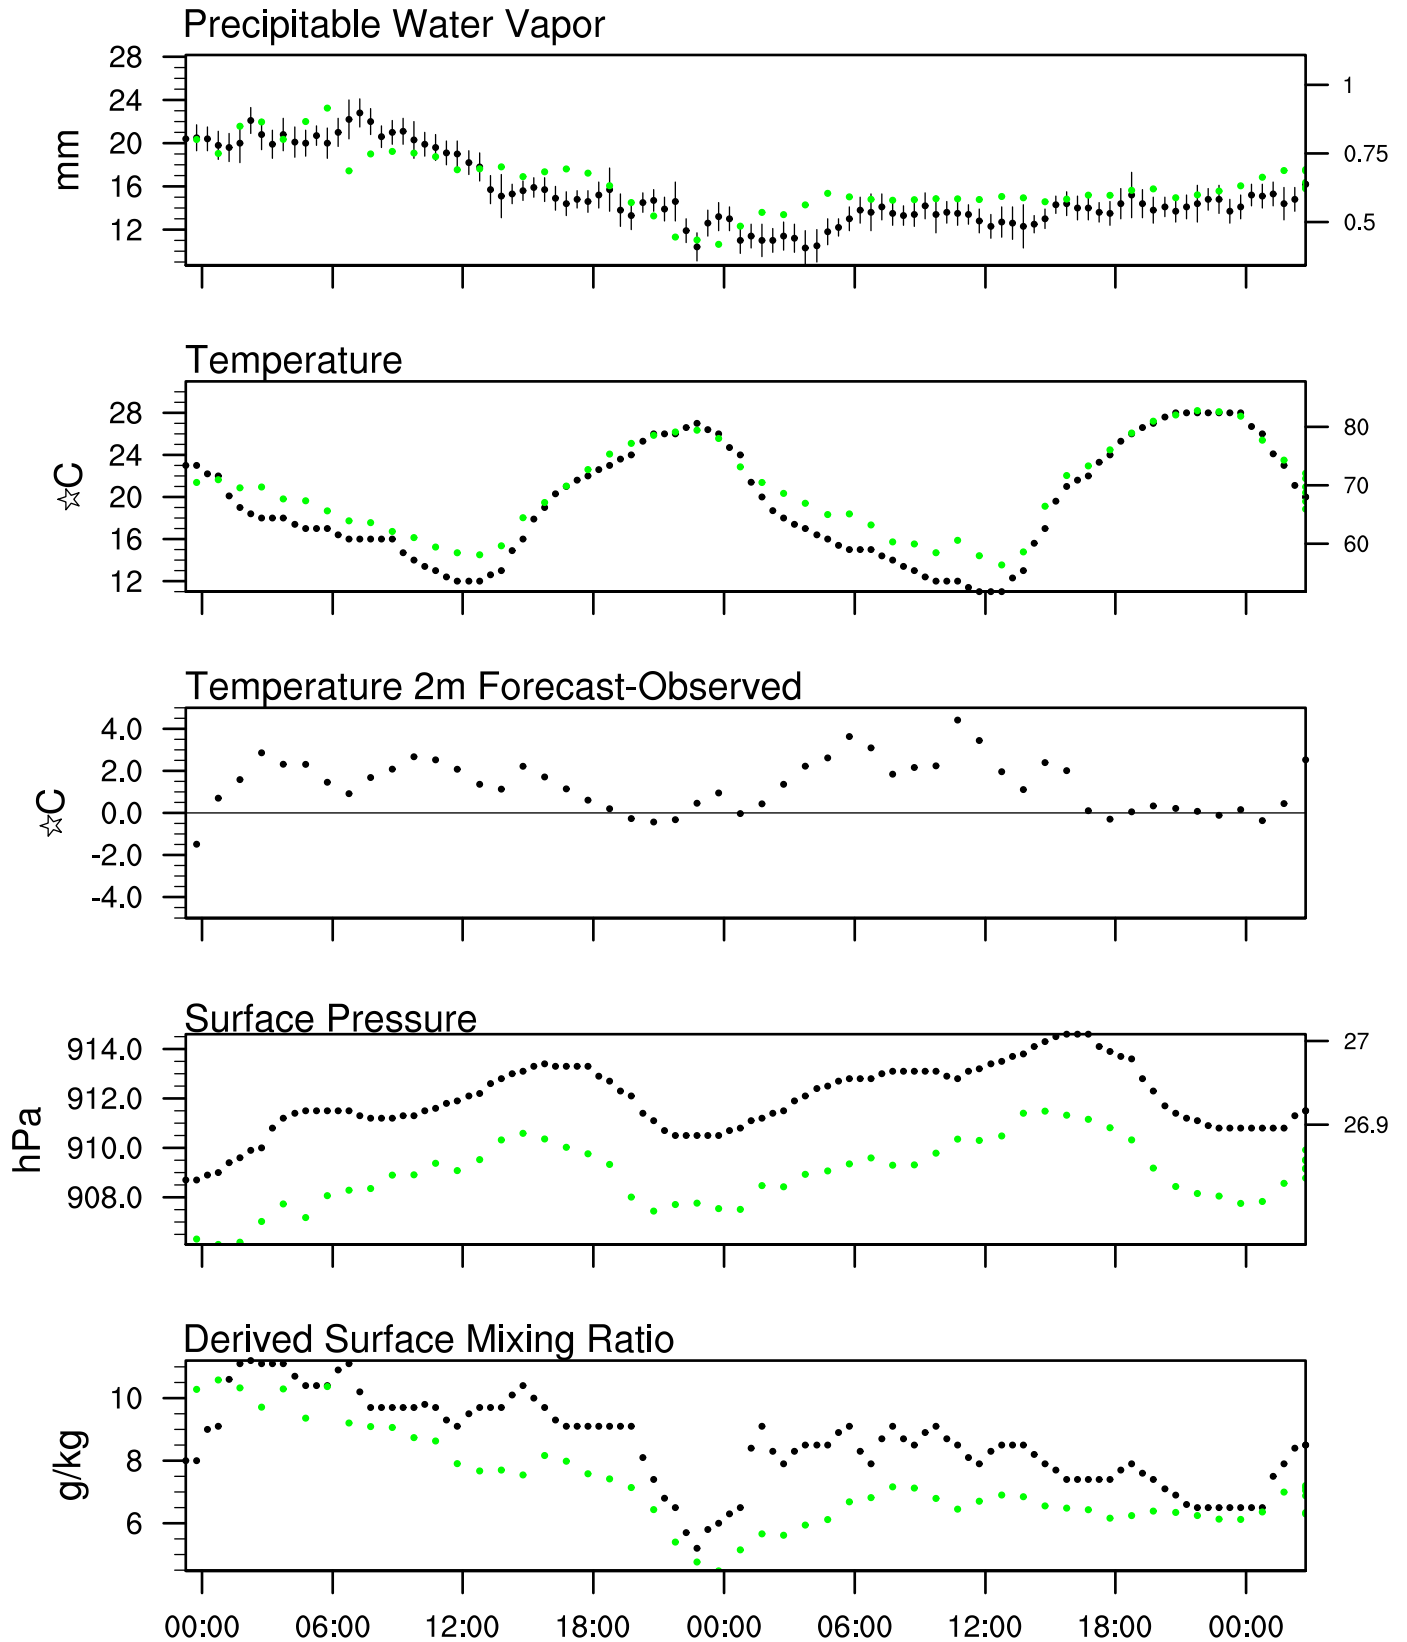 Precipitable Water Vapor
28
24
20
16
12
mm
1
0.75
0.5
Temperature
28
24
20
16
12
☆C
80
70
60
Temperature 2m Forecast-Observed
4.0
2.0
0.0
-2.0
-4.0
☆C
Surface Pressure
914.0
912.0
910.0
908.0
hPa
27
26.9
Derived Surface Mixing Ratio
10
8
6
g/kg
00:00 06:00 12:00 18:00 00:00 06:00 12:00 18:00 00:00